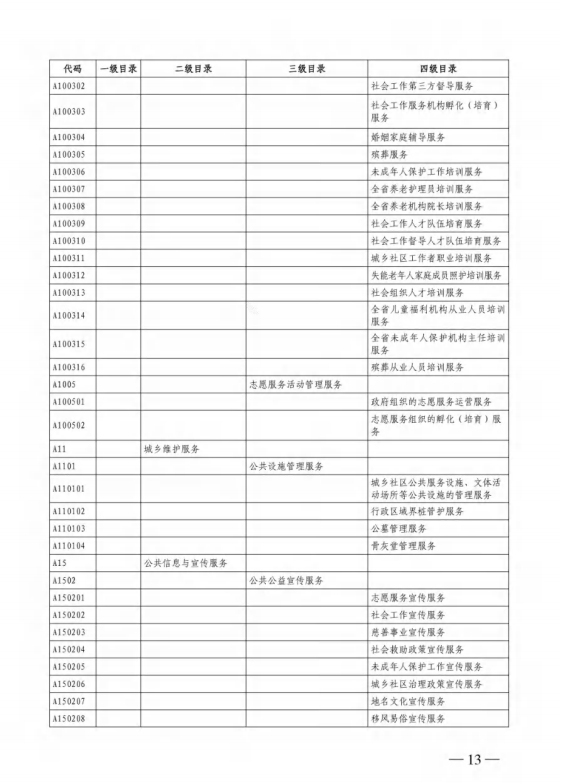 代码 一级目录 二级目录 三级目录 四级目录
A100302 社会工作第三方督导服务
A100303 社会工作服务机构孵化（培育）
服务
A100304 婚姻家庭辅导服务
A100305 殡葬服务
A100306 未成年人保护工作培训服务
A100307 全省养老护理员培训服务
A100308 全省养老机构院长培训服务
A100309 社会工作人才队伍培育服务
A100310 社会工作督导人才队伍培育服务
A100311 城乡社区工作者职业培训服务
A100312 失能老年人家庭成员照护培训服务
A100313 社会组织人才培训服务
A100314 全省儿童福利机构从业人员培训
服务
A100315 全省未成年人保护机构主任培训
服务
A100316 殡葬从业人员培训服务
A1005 志愿服务活动管理服务
A100501 政府组织的志愿服务运营服务
A100502 志愿服务组织的孵化（培育）服
务
A11 城乡维护服务
A1101 公共设施管理服务
A110101 城乡社区公共服务设施、文体活
动场所等公共设施的管理服务
A110102 行政区域界桩管护服务
A110103 公墓管理服务
A110104 骨灰堂管理服务
A15 公共信息与宣传服务
A1502 公共公益宣传服务
A150201 志愿服务宣传服务
A150202 社会工作宣传服务
A150203 慈善事业宣传服务
A150204 社会救助政策宣传服务
A150205 未成年人保护工作宣传服务
A150206 城乡社区治理政策宣传服务
A150207 地名文化宣传服务
A150208 移风易俗宣传服务
— 13 —